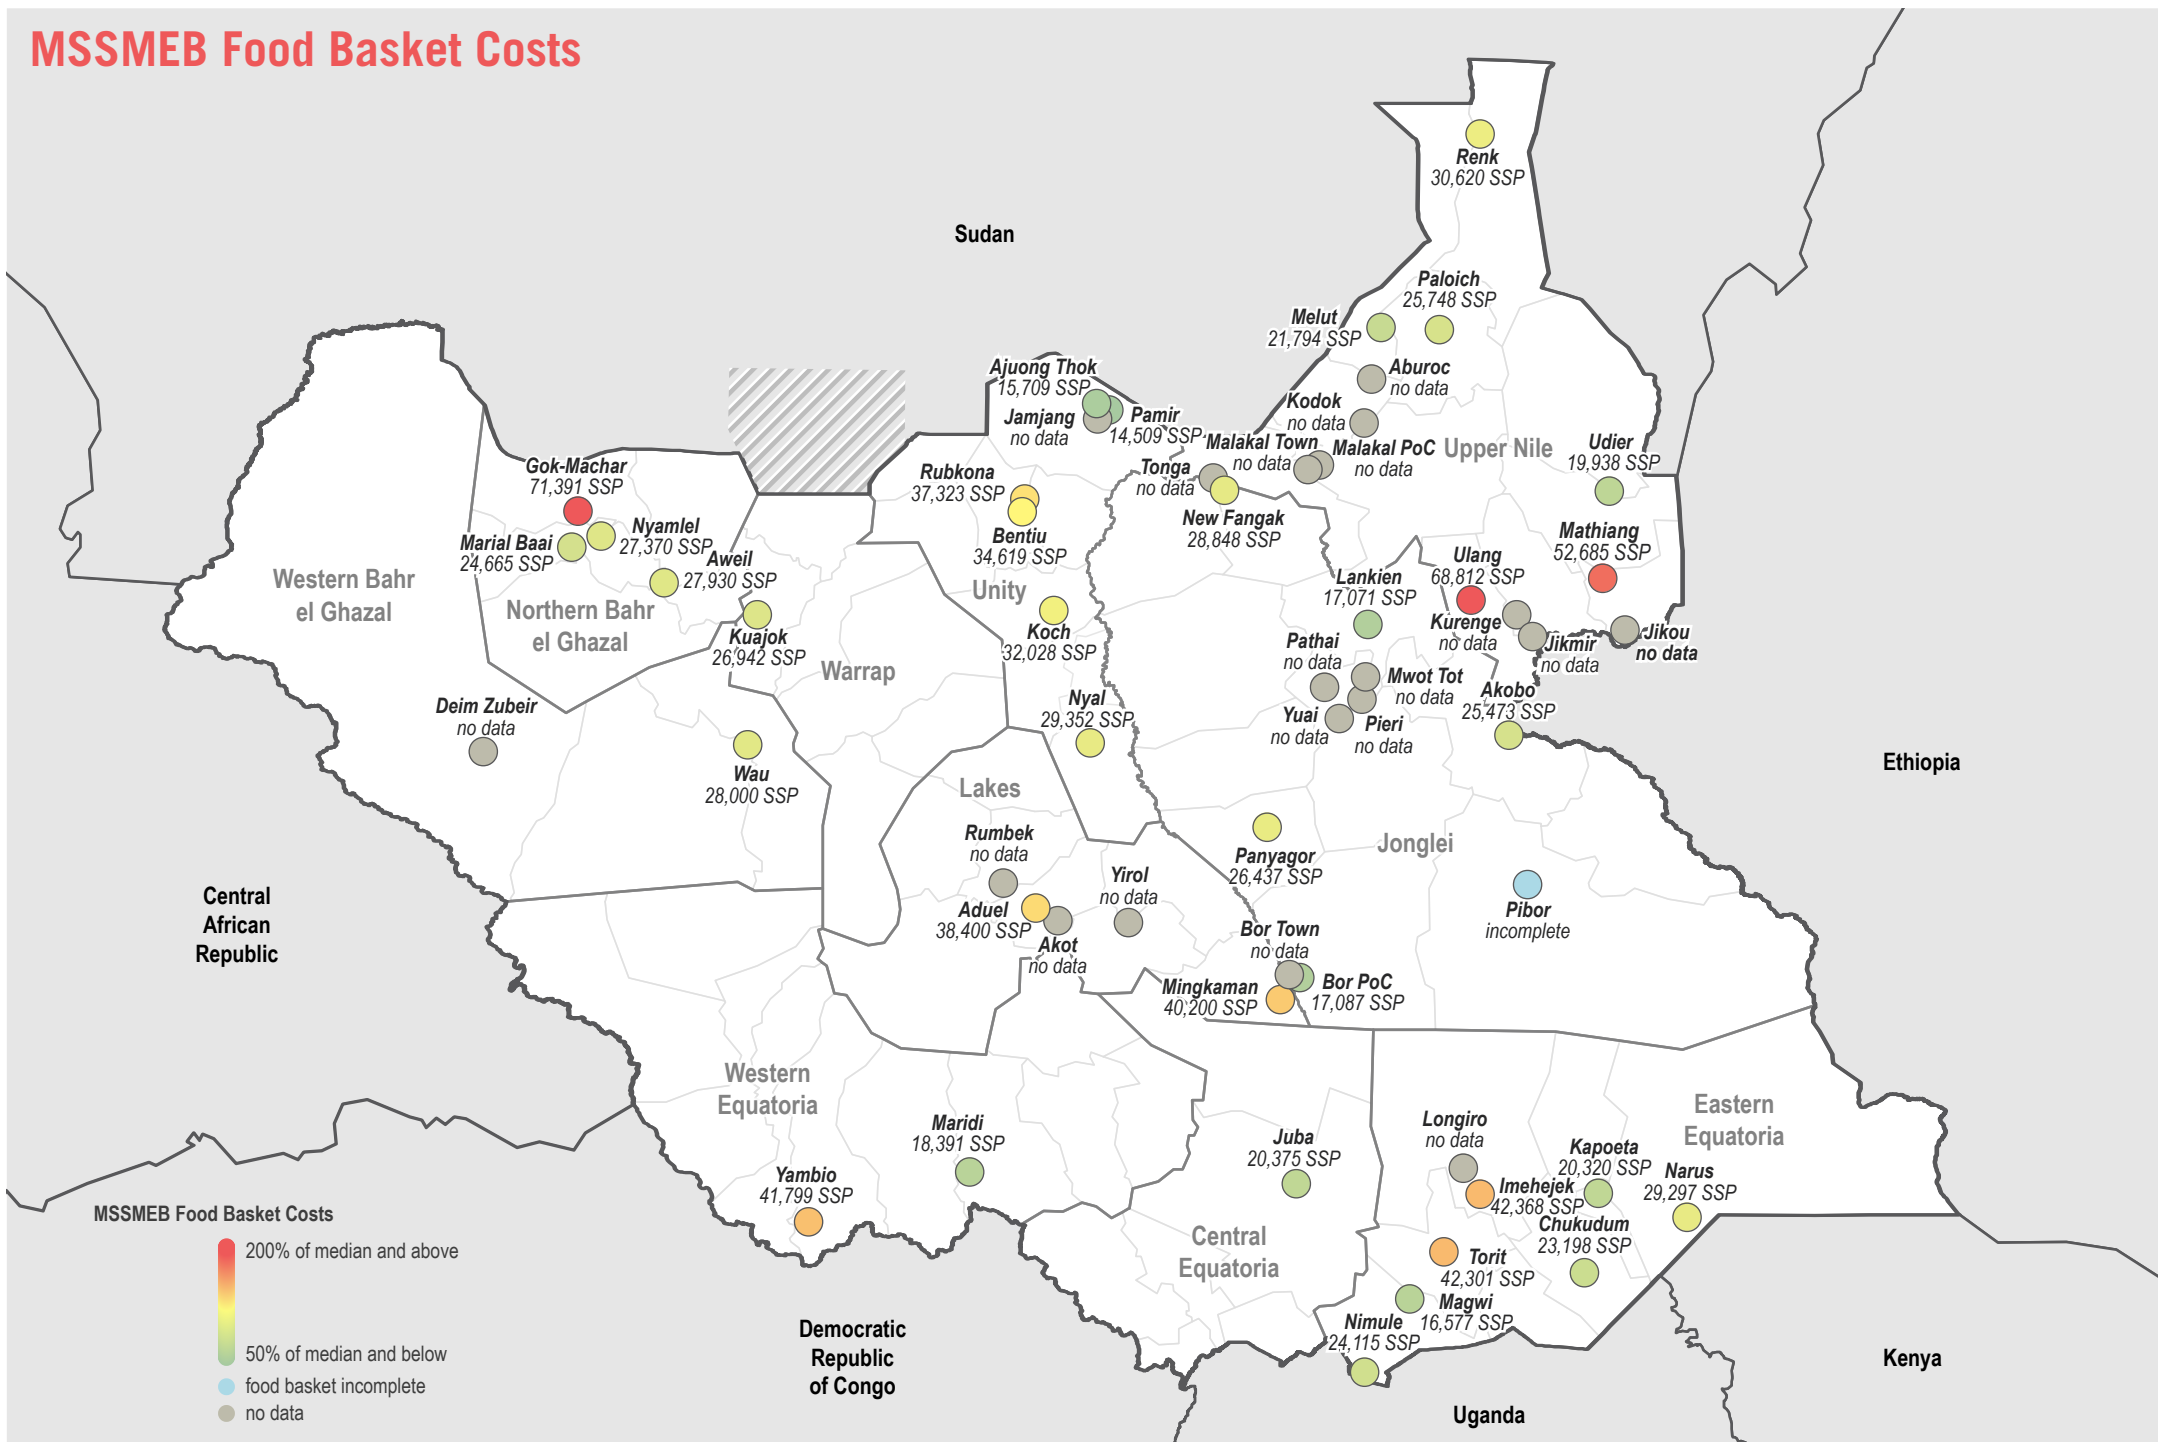 MSSMEB Food Basket Costs
Renk
30,620 SSP
Sudan
Paloich
25,748 SSP
Melut
21,794 SSP
Aburoc
no data
Ajuong Thok
15,709 SSP
Jamjang
no data
Pamir
14,509 SSP
Kodok
no data
Malakal Town
no data
Malakal PoC
no data
Upper Nile
Udier
19,938 SSP
Tonga
no data
Rubkona
37,323 SSP
Gok-Machar
71,391 SSP
New Fangak
28,848 SSP
Bentiu
34,619 SSP
Nyamlel
27,370 SSP
Marial Baai
24,665 SSP
Aweil
27,930 SSP
Mathiang
52,685 SSP
Ulang
68,812 SSP
Lankien
17,071 SSP
Western Bahr
el Ghazal
Northern Bahr
el Ghazal
Unity
Kuajok
26,942 SSP
Koch
32,028 SSP
Kurenge
no data
Jikmir
no data
Jikou
no data
Pathai
no data
Mwot Tot
no data
Warrap
Akobo
25,473 SSP
Nyal
29,352 SSP
Yuai
no data
Pieri
no data
Deim Zubeir
no data
Wau
28,000 SSP
Ethiopia
Lakes
Rumbek
no data
Panyagor
26,437 SSP
Jonglei
Yirol
no data
Central
African
Republic
Aduel
38,400 SSP
Akot
no data
Pibor
incomplete
Bor Town
no data
Bor PoC
17,087 SSP
Mingkaman
40,200 SSP
Western
Equatoria
Eastern
Equatoria
Maridi
18,391 SSP
Juba
20,375 SSP
Longiro
no data
Kapoeta
20,320 SSP
Narus
29,297 SSP
Yambio
41,799 SSP
Imehejek
42,368 SSP
Chukudum
23,198 SSP
Central
Equatoria
Torit
42,301 SSP
Magwi
16,577 SSP
Nimule
24,115 SSP
MSSMEB Food Basket Costs
200% of median and above
50% of median and below
food basket incomplete
no data
Democratic
Republic
of Congo
Kenya
Uganda